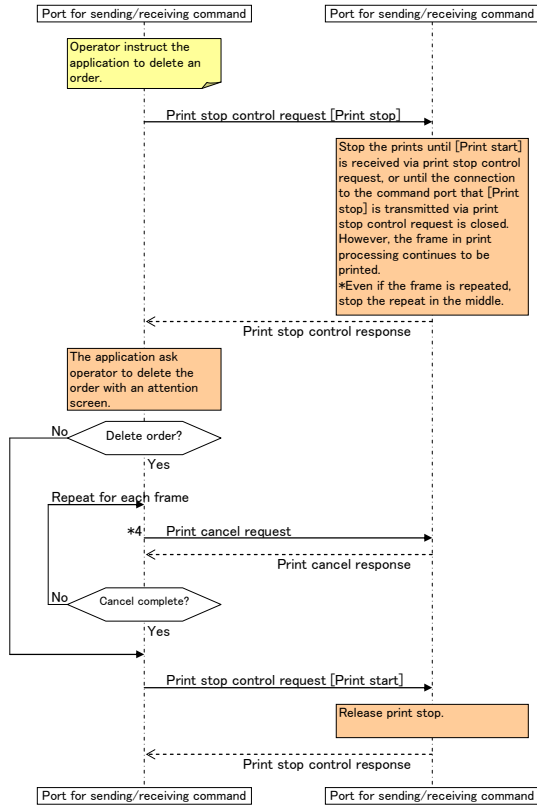 Port for sending/receiving command
Port for sending/receiving command
Operator instruct the
application to delete an
order.
Print stop control request [Print stop]
Stop the prints until [Print start]
is received via print stop control
request, or until the connection
to the command port that [Print
stop] is transmitted via print
stop control request is closed.
However, the frame in print
processing continues to be
printed.
*Even if the frame is repeated,
stop the repeat in the middle.
Print stop control response
The application ask
operator to delete the
order with an attention
screen.
No
Delete order?
Yes
Repeat for each frame
*4
Print cancel request
Print cancel response
No
Cancel complete?
Yes
Print stop control request [Print start]
Release print stop.
Print stop control response
Port for sending/receiving command
Port for sending/receiving command